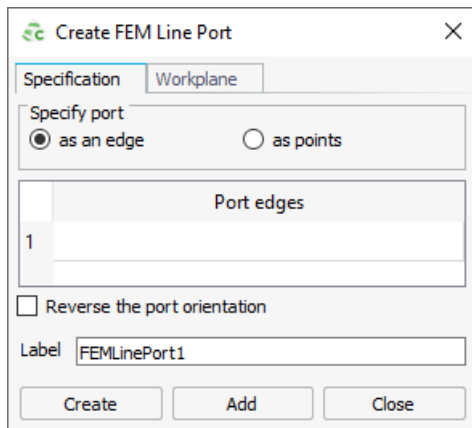 Create FEM Line Port
Specification Workplane
Specify port
as an edge as points
Port edges
1
Reverse the port orientation
Label FEMLinePort1
Create Add Close